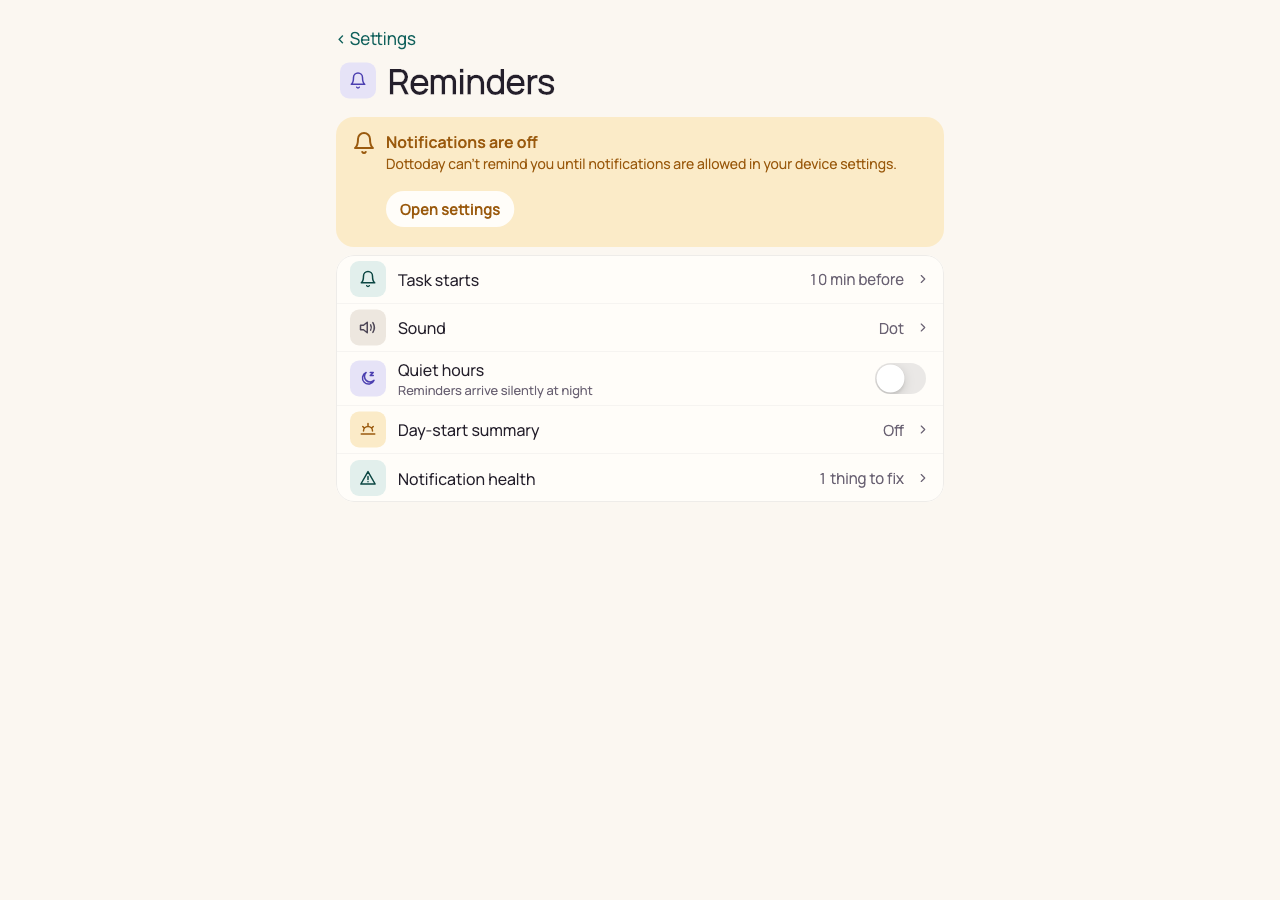 Settings
Reminders
Notifications are off
Dottoday can't remind you until notifications are allowed in your device settings.
Open settings
Task starts
10 min before
Sound
Dot
Quiet hours
Reminders arrive silently at night
Day-start summary
Off
Notification health
1 thing to fix